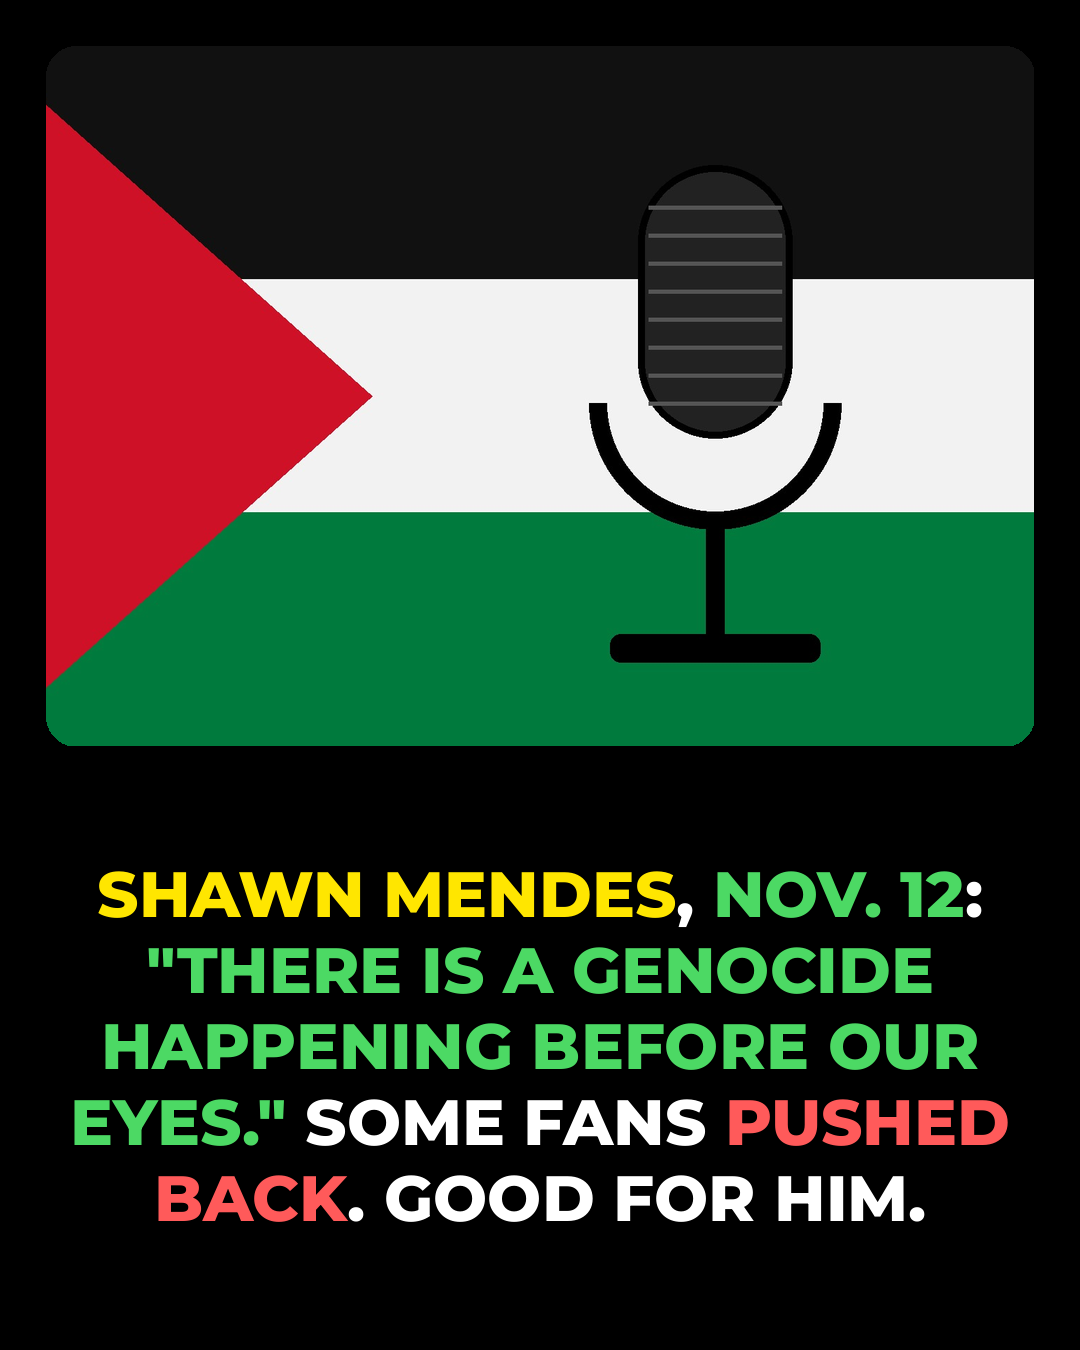 SHAWN MENDES, NOV. 12:
"THERE IS A GENOCIDE
HAPPENING BEFORE OUR
EYES." SOME FANS PUSHED
BACK. GOOD FOR HIM.